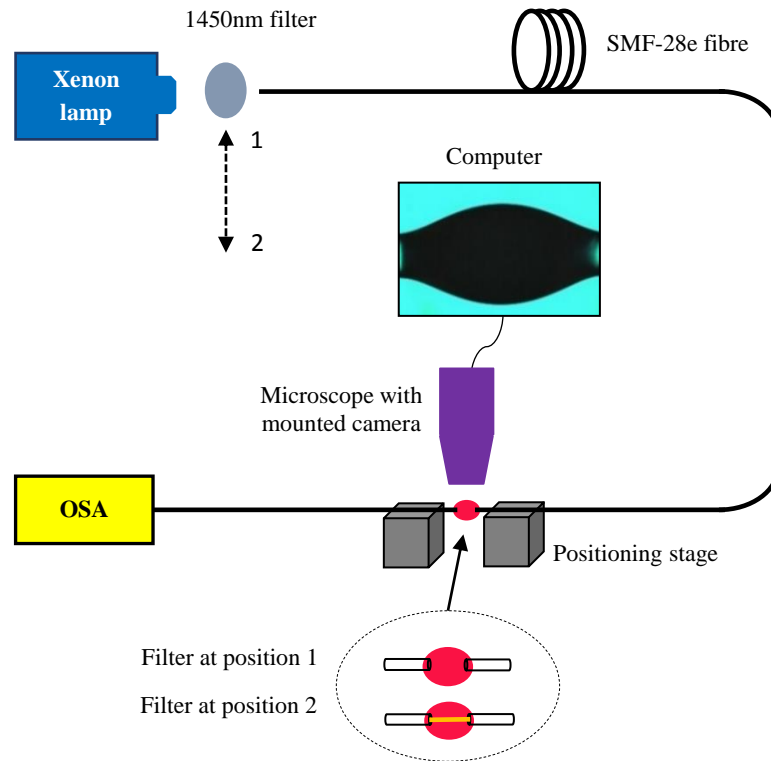 1450nm filter
SMF-28e fibre
Xenon
lamp
1
2
Computer
Microscope with
mounted camera
OSA
Positioning stage
Filter at position 1
Filter at position 2